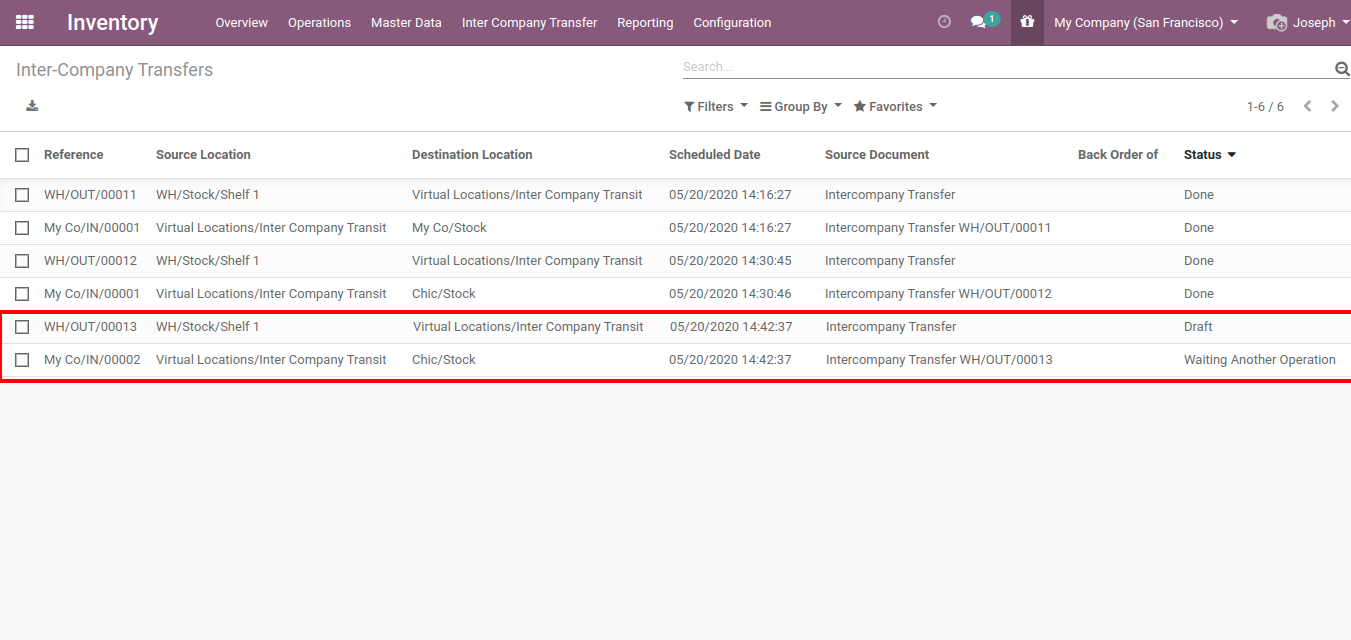 Inventory Overview Operations Master Data Inter Company Transfer Reporting Configuration 1 My Company (San Francisco) Joseph
Inter-Company Transfers Search...
Filters Group By Favorites 1-6 / 6
Reference Source Location Destination Location Scheduled Date Source Document Back Order of Status
WH/OUT/00011 WH/Stock/Shelf 1 Virtual Locations/Inter Company Transit 05/20/2020 14:16:27 Intercompany Transfer Done
My Co/IN/00001 Virtual Locations/Inter Company Transit My Co/Stock 05/20/2020 14:16:27 Intercompany Transfer WH/OUT/00011 Done
WH/OUT/00012 WH/Stock/Shelf 1 Virtual Locations/Inter Company Transit 05/20/2020 14:30:45 Intercompany Transfer Done
My Co/IN/00001 Virtual Locations/Inter Company Transit Chic/Stock 05/20/2020 14:30:46 Intercompany Transfer WH/OUT/00012 Done
WH/OUT/00013 WH/Stock/Shelf 1 Virtual Locations/Inter Company Transit 05/20/2020 14:42:37 Intercompany Transfer Draft
My Co/IN/00002 Virtual Locations/Inter Company Transit Chic/Stock 05/20/2020 14:42:37 Intercompany Transfer WH/OUT/00013 Waiting Another Operation